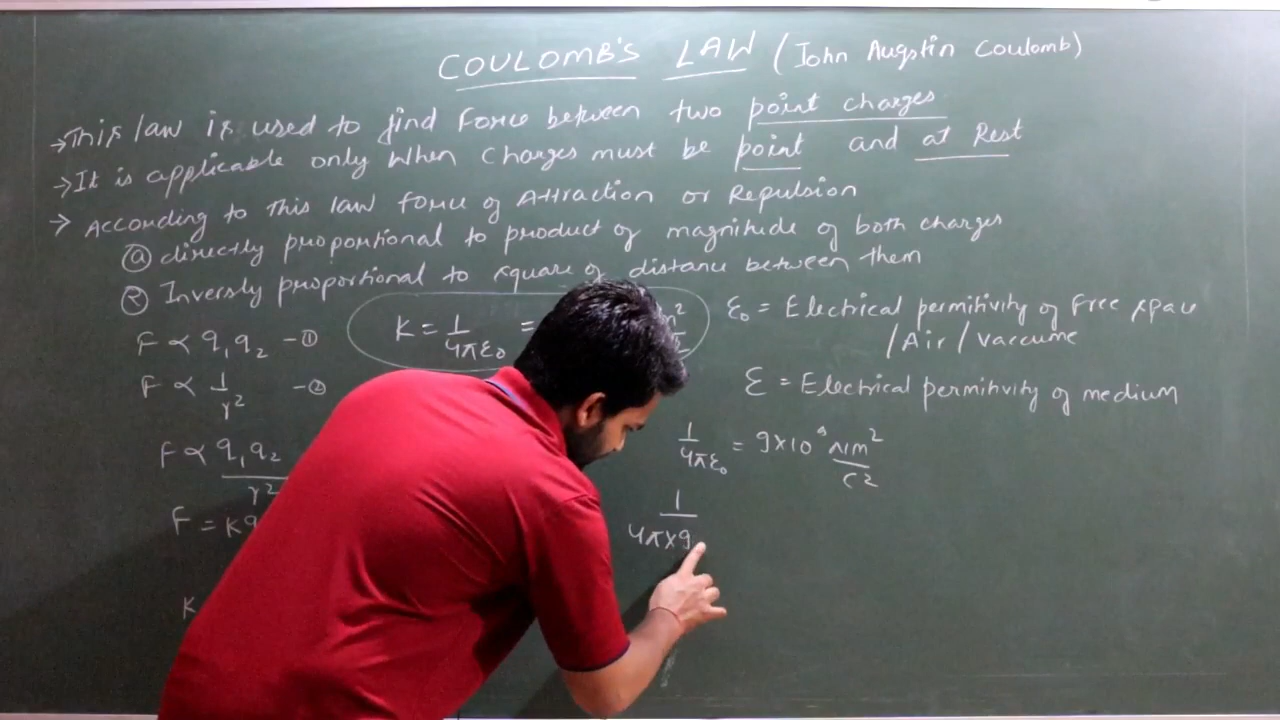 COULOMB'S LAW (John Augstin Coulomb)
→ This law is used to find Force between two point charges
→ It is applicable only when charges must be point and at Rest
→ According to this law force of Attraction or Repulsion
ⓐ directly proportional to product of magnitude of both charges
② Inversly proportional to square of distance between them
F ∝ q₁q₂ —①
K = 1/4πε₀ =
ε₀ = Electrical permitivity of Free space
/Air/Vaccume
F ∝ 1/r² —②
ε = Electrical permitivity of medium
F ∝ q₁q₂/r²
1/4πε₀ = 9×10⁹ Nm²/C²
F = K
1/4π×9
K